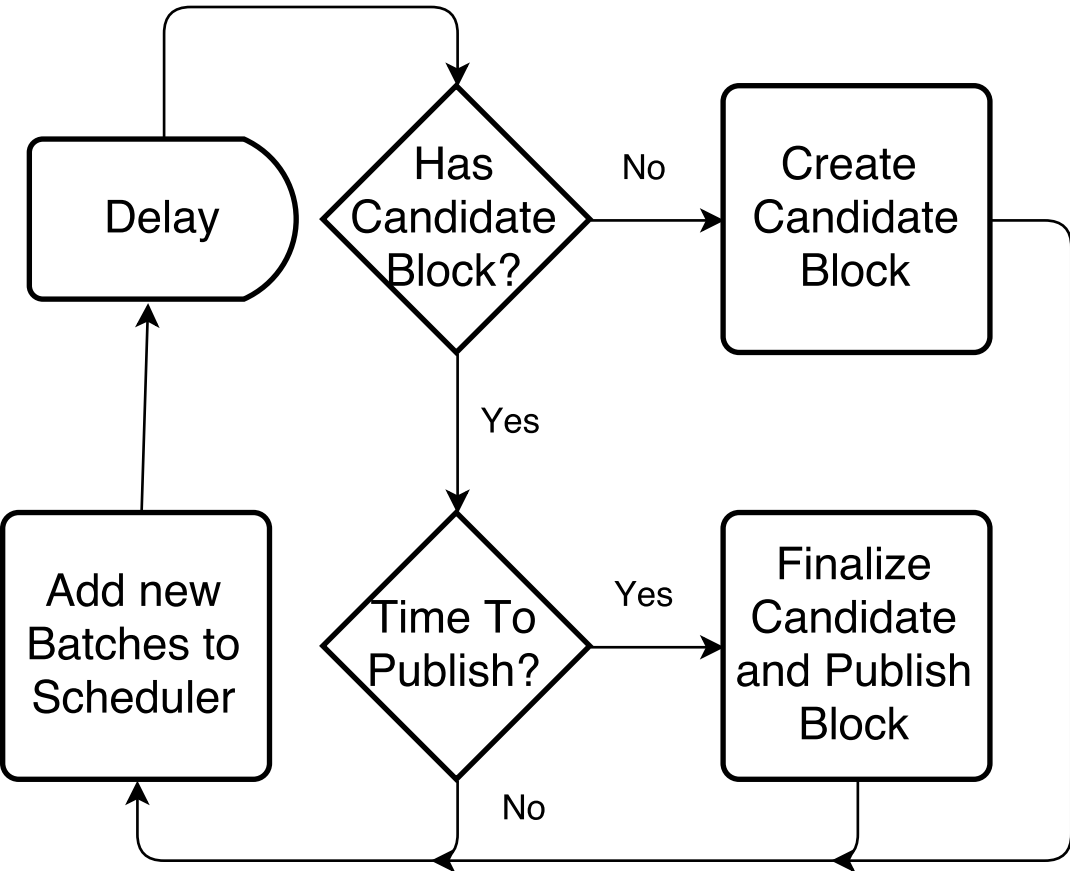 Delay
Has
Candidate
Block?
No
Create
Candidate
Block
Yes
Add new
Batches to
Scheduler
Time To
Publish?
Yes
Finalize
Candidate
and Publish
Block
No